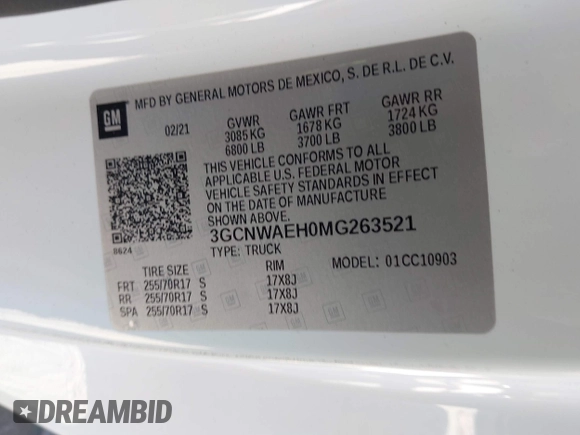 MFD BY GENERAL MOTORS DE MEXICO, S. DE R.L. DE C.V.
GM
02/21 GVWR GAWR FRT GAWR RR
3085 KG 1678 KG 1724 KG
6800 LB 3700 LB 3800 LB
THIS VEHICLE CONFORMS TO ALL
APPLICABLE U.S. FEDERAL MOTOR
VEHICLE SAFETY STANDARDS IN EFFECT
ON THE DATE OF MANUFACTURE
SHOWN ABOVE.
3GCNWAEH0MG263521
8624
TYPE: TRUCK
MODEL: 01CC10903
TIRE SIZE RIM
FRT 255/70R17 S 17X8J
RR 255/70R17 S 17X8J
SPA 255/70R17 S 17X8J
DREAMBID